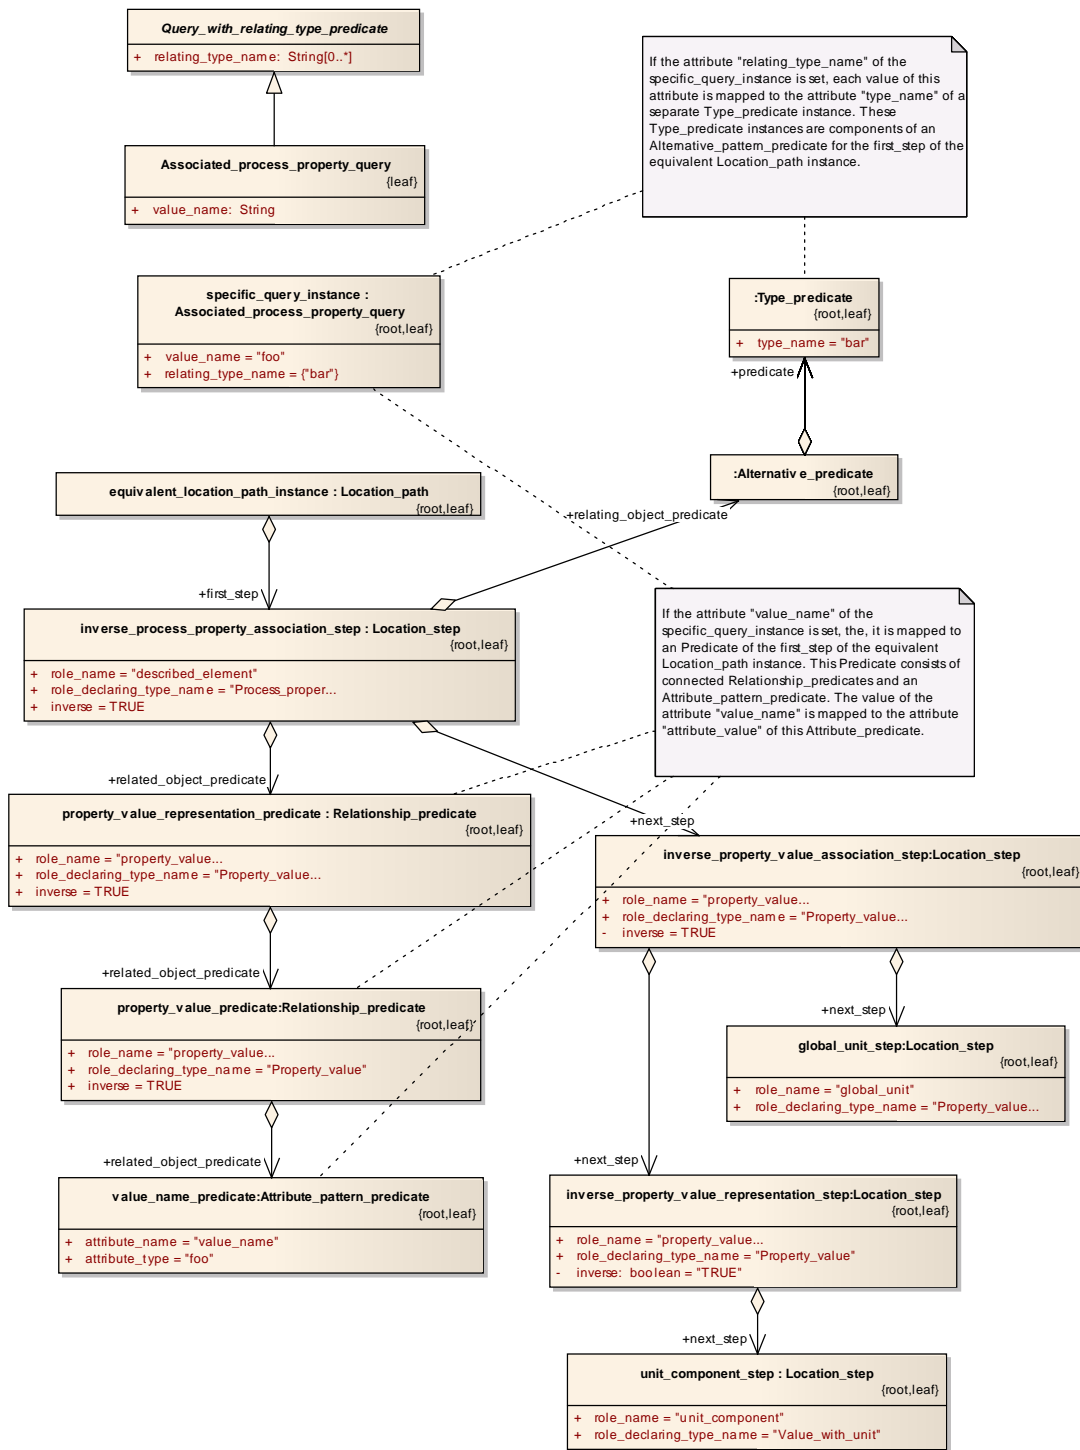 Query_with_relating_type_predicate
+ relating_type_name: String[0..*]
If the attribute "relating_type_name" of the
specific_query_instance is set, each value of this
attribute is mapped to the attribute "type_name" of a
separate Type_predicate instance. These
Type_predicate instances are components of an
Alternative_pattern_predicate for the first_step of the
equivalent Location_path instance.
Associated_process_property_query
{leaf}
+ value_name: String
specific_query_instance :
Associated_process_property_query
{root,leaf}
+ value_name = "foo"
+ relating_type_name = {"bar"}
:Type_predicate
{root,leaf}
+ type_name = "bar"
+predicate
:Alternative_predicate
{root,leaf}
equivalent_location_path_instance : Location_path
{root,leaf}
+relating_object_predicate
+first_step
inverse_process_property_association_step : Location_step
{root,leaf}
+ role_name = "described_element"
+ role_declaring_type_name = "Process_proper...
+ inverse = TRUE
If the attribute "value_name" of the
specific_query_instance is set, the, it is mapped to
an Predicate of the first_step of the equivalent
Location_path instance. This Predicate consists of
connected Relationship_predicates and an
Attribute_pattern_predicate. The value of the
attribute "value_name" is mapped to the attribute
"attribute_value" of this Attribute_predicate.
+related_object_predicate
property_value_representation_predicate : Relationship_predicate
{root,leaf}
+ role_name = "property_value...
+ role_declaring_type_name = "Property_value...
+ inverse = TRUE
+next_step
inverse_property_value_association_step:Location_step
{root,leaf}
+ role_name = "property_value...
+ role_declaring_type_name = "Property_value...
- inverse = TRUE
+related_object_predicate
property_value_predicate:Relationship_predicate
{root,leaf}
+ role_name = "property_value...
+ role_declaring_type_name = "Property_value"
+ inverse = TRUE
+next_step
global_unit_step:Location_step
{root,leaf}
+ role_name = "global_unit"
+ role_declaring_type_name = "Property_value...
+related_object_predicate
value_name_predicate:Attribute_pattern_predicate
{root,leaf}
+ attribute_name = "value_name"
+ attribute_type = "foo"
+next_step
inverse_property_value_representation_step:Location_step
{root,leaf}
+ role_name = "property_value...
+ role_declaring_type_name = "Property_value"
- inverse: boolean = "TRUE"
+next_step
unit_component_step : Location_step
{root,leaf}
+ role_name = "unit_component"
+ role_declaring_type_name = "Value_with_unit"